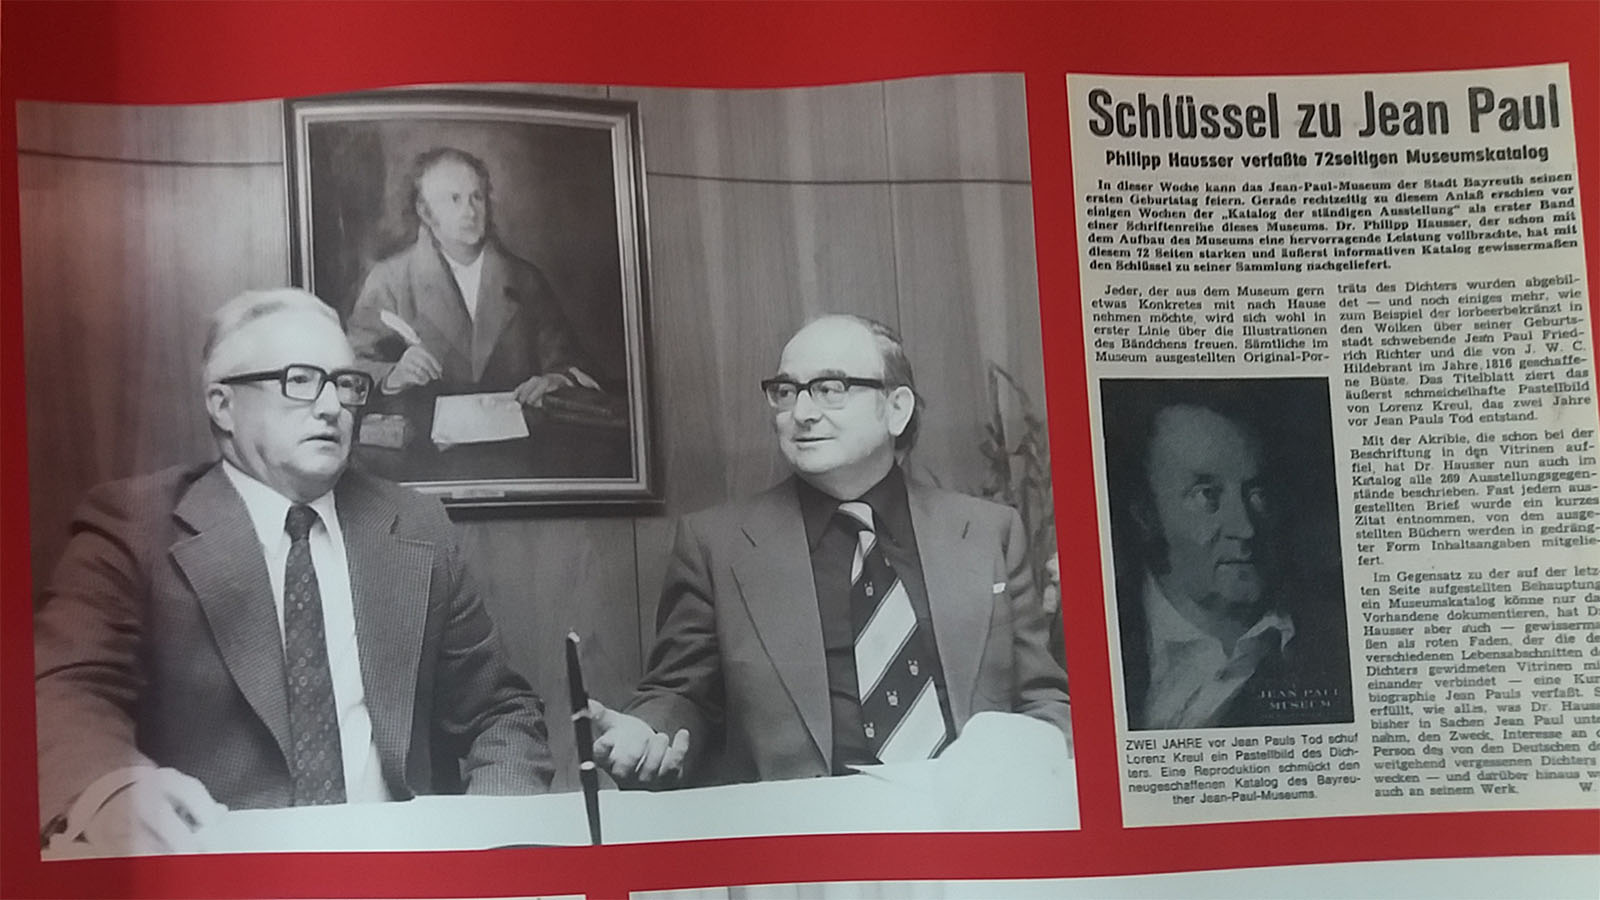 Schlüssel zu Jean Paul
Philipp Hausser verfaßte 72seitigen Museumskatalog
In dieser Woche kann das Jean-Paul-Museum der Stadt Bayreuth seinen
ersten Geburtstag feiern. Gerade rechtzeitig zu diesem Anlaß erschien vor
einigen Wochen der „Katalog der ständigen Ausstellung" als erster Band
einer Schriftenreihe dieses Museums. Dr. Philipp Hausser, der schon mit
dem Aufbau des Museums eine hervorragende Leistung vollbrachte, hat mit
diesem 72 Seiten starken und äußerst informativen Katalog gewissermaßen
den Schlüssel zu seiner Sammlung nachgeliefert.
Jeder, der aus dem Museum gern
etwas Konkretes mit nach Hause
nehmen möchte, wird sich wohl in
erster Linie über die Illustrationen
des Bändchens freuen. Sämtliche im
Museum ausgestellten Original-Por-
träts des Dichters wurden abgebil-
det — und noch einiges mehr, wie
zum Beispiel der lorbeerbekränzt in
den Wolken über seiner Geburts-
stadt schwebende Jean Paul Fried-
rich Richter und die von J. W. C.
Hildebrant im Jahre 1816 geschaffe-
ne Büste. Das Titelblatt ziert das
äußerst schmeichelhafte Pastellbild
von Lorenz Kreul, das zwei Jahre
vor Jean Pauls Tod entstand.
Mit der Akribie, die schon bei der
Beschriftung in den Vitrinen auf-
fiel, hat Dr. Hausser nun auch im
Katalog alle 269 Ausstellungsgegen-
stände beschrieben. Fast jedem aus-
gestellten Brief wurde ein kurzes
Zitat entnommen, von den ausge-
stellten Büchern werden in gedräng-
ter Form Inhaltsangaben mitgelie-
fert.
Im Gegensatz zu der auf der letz-
ten Seite aufgestellten Behauptung
ein Museumskatalog könne nur da
Vorhandene dokumentieren, hat D
Hausser aber auch — gewisserma
ßen als roten Faden, der die de
verschiedenen Lebensabschnitten d
Dichters gewidmeten Vitrinen mi
einander verbindet — eine Kur
biographie Jean Pauls verfaßt. S
erfüllt, wie alles, was Dr. Hauss
bisher in Sachen Jean Paul unte
nahm, den Zweck, Interesse an d
Person des von den Deutschen de
weitgehend vergessenen Dichters
wecken — und darüber hinaus w
auch an seinem Werk. W.
JEAN PAUL
MUSEUM
ZWEI JAHRE vor Jean Pauls Tod schuf
Lorenz Kreul ein Pastellbild des Dich-
ters. Eine Reproduktion schmückt den
neugeschaffenen Katalog des Bayreu-
ther Jean-Paul-Museums.